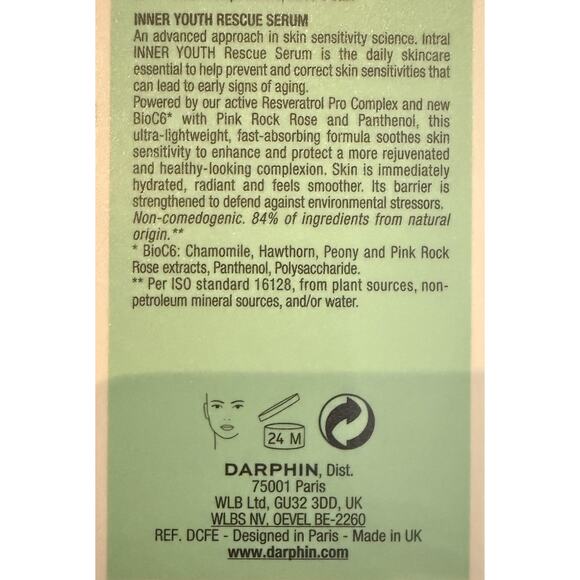 INNER YOUTH RESCUE SERUM
An advanced approach in skin sensitivity science. Intral
INNER YOUTH Rescue Serum is the daily skincare
essential to help prevent and correct skin sensitivities that
can lead to early signs of aging.
Powered by our active Resveratrol Pro Complex and new
BioC6* with Pink Rock Rose and Panthenol, this
ultra-lightweight, fast-absorbing formula soothes skin
sensitivity to enhance and protect a more rejuvenated
and healthy-looking complexion. Skin is immediately
hydrated, radiant and feels smoother. Its barrier is
strengthened to defend against environmental stressors.
Non-comedogenic. 84% of ingredients from natural
origin.**
* BioC6: Chamomile, Hawthorn, Peony and Pink Rock
Rose extracts, Panthenol, Polysaccharide.
** Per ISO standard 16128, from plant sources, non-
petroleum mineral sources, and/or water.
24 M
DARPHIN, Dist.
75001 Paris
WLB Ltd, GU32 3DD, UK
WLBS NV, OEVEL BE-2260
REF. DCFE - Designed in Paris - Made in UK
www.darphin.com